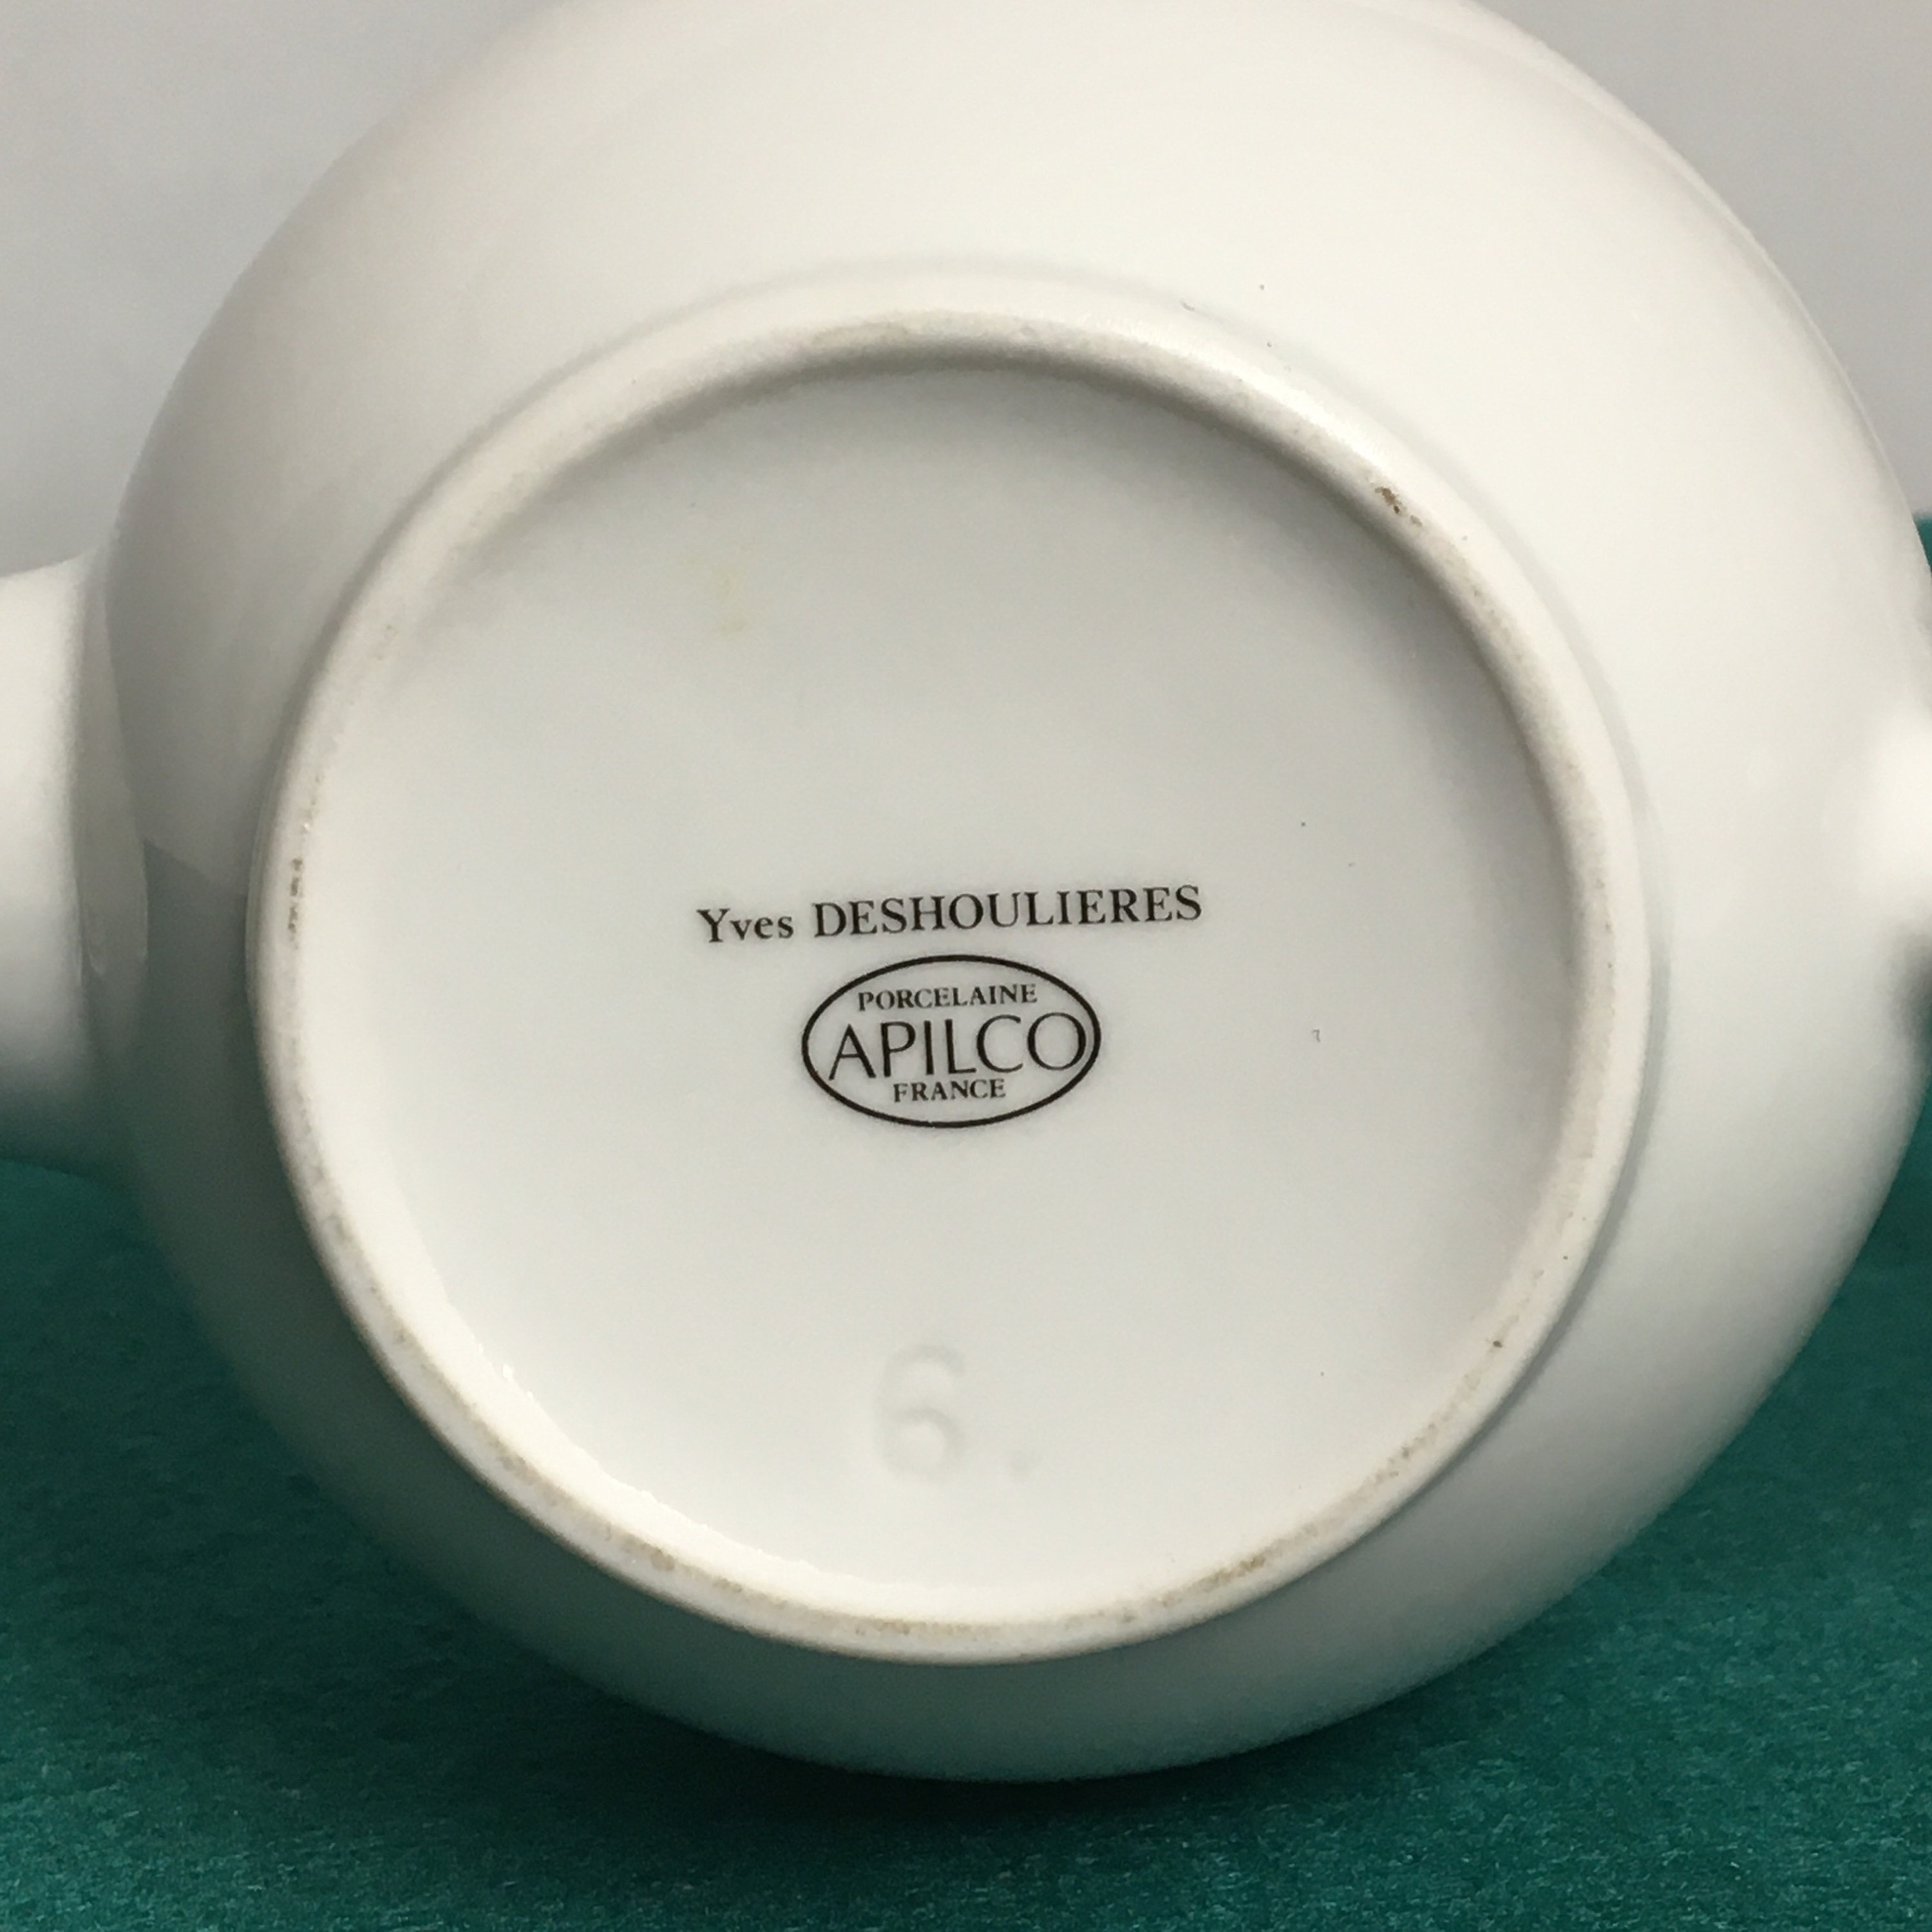 Yves DESHOULIERES
PORCELAINE
APILCO
FRANCE
6.